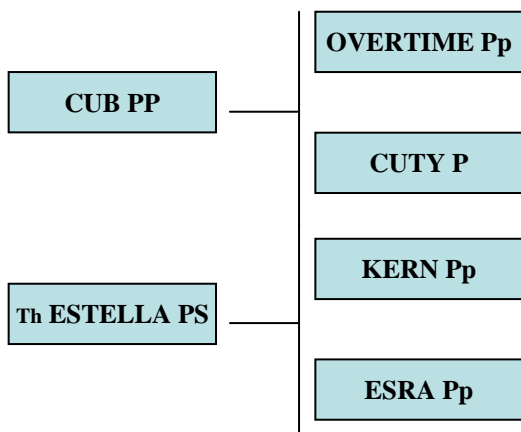 OVERTIME Pp
CUB PP
CUTY P
KERN Pp
Th ESTELLA PS
ESRA Pp